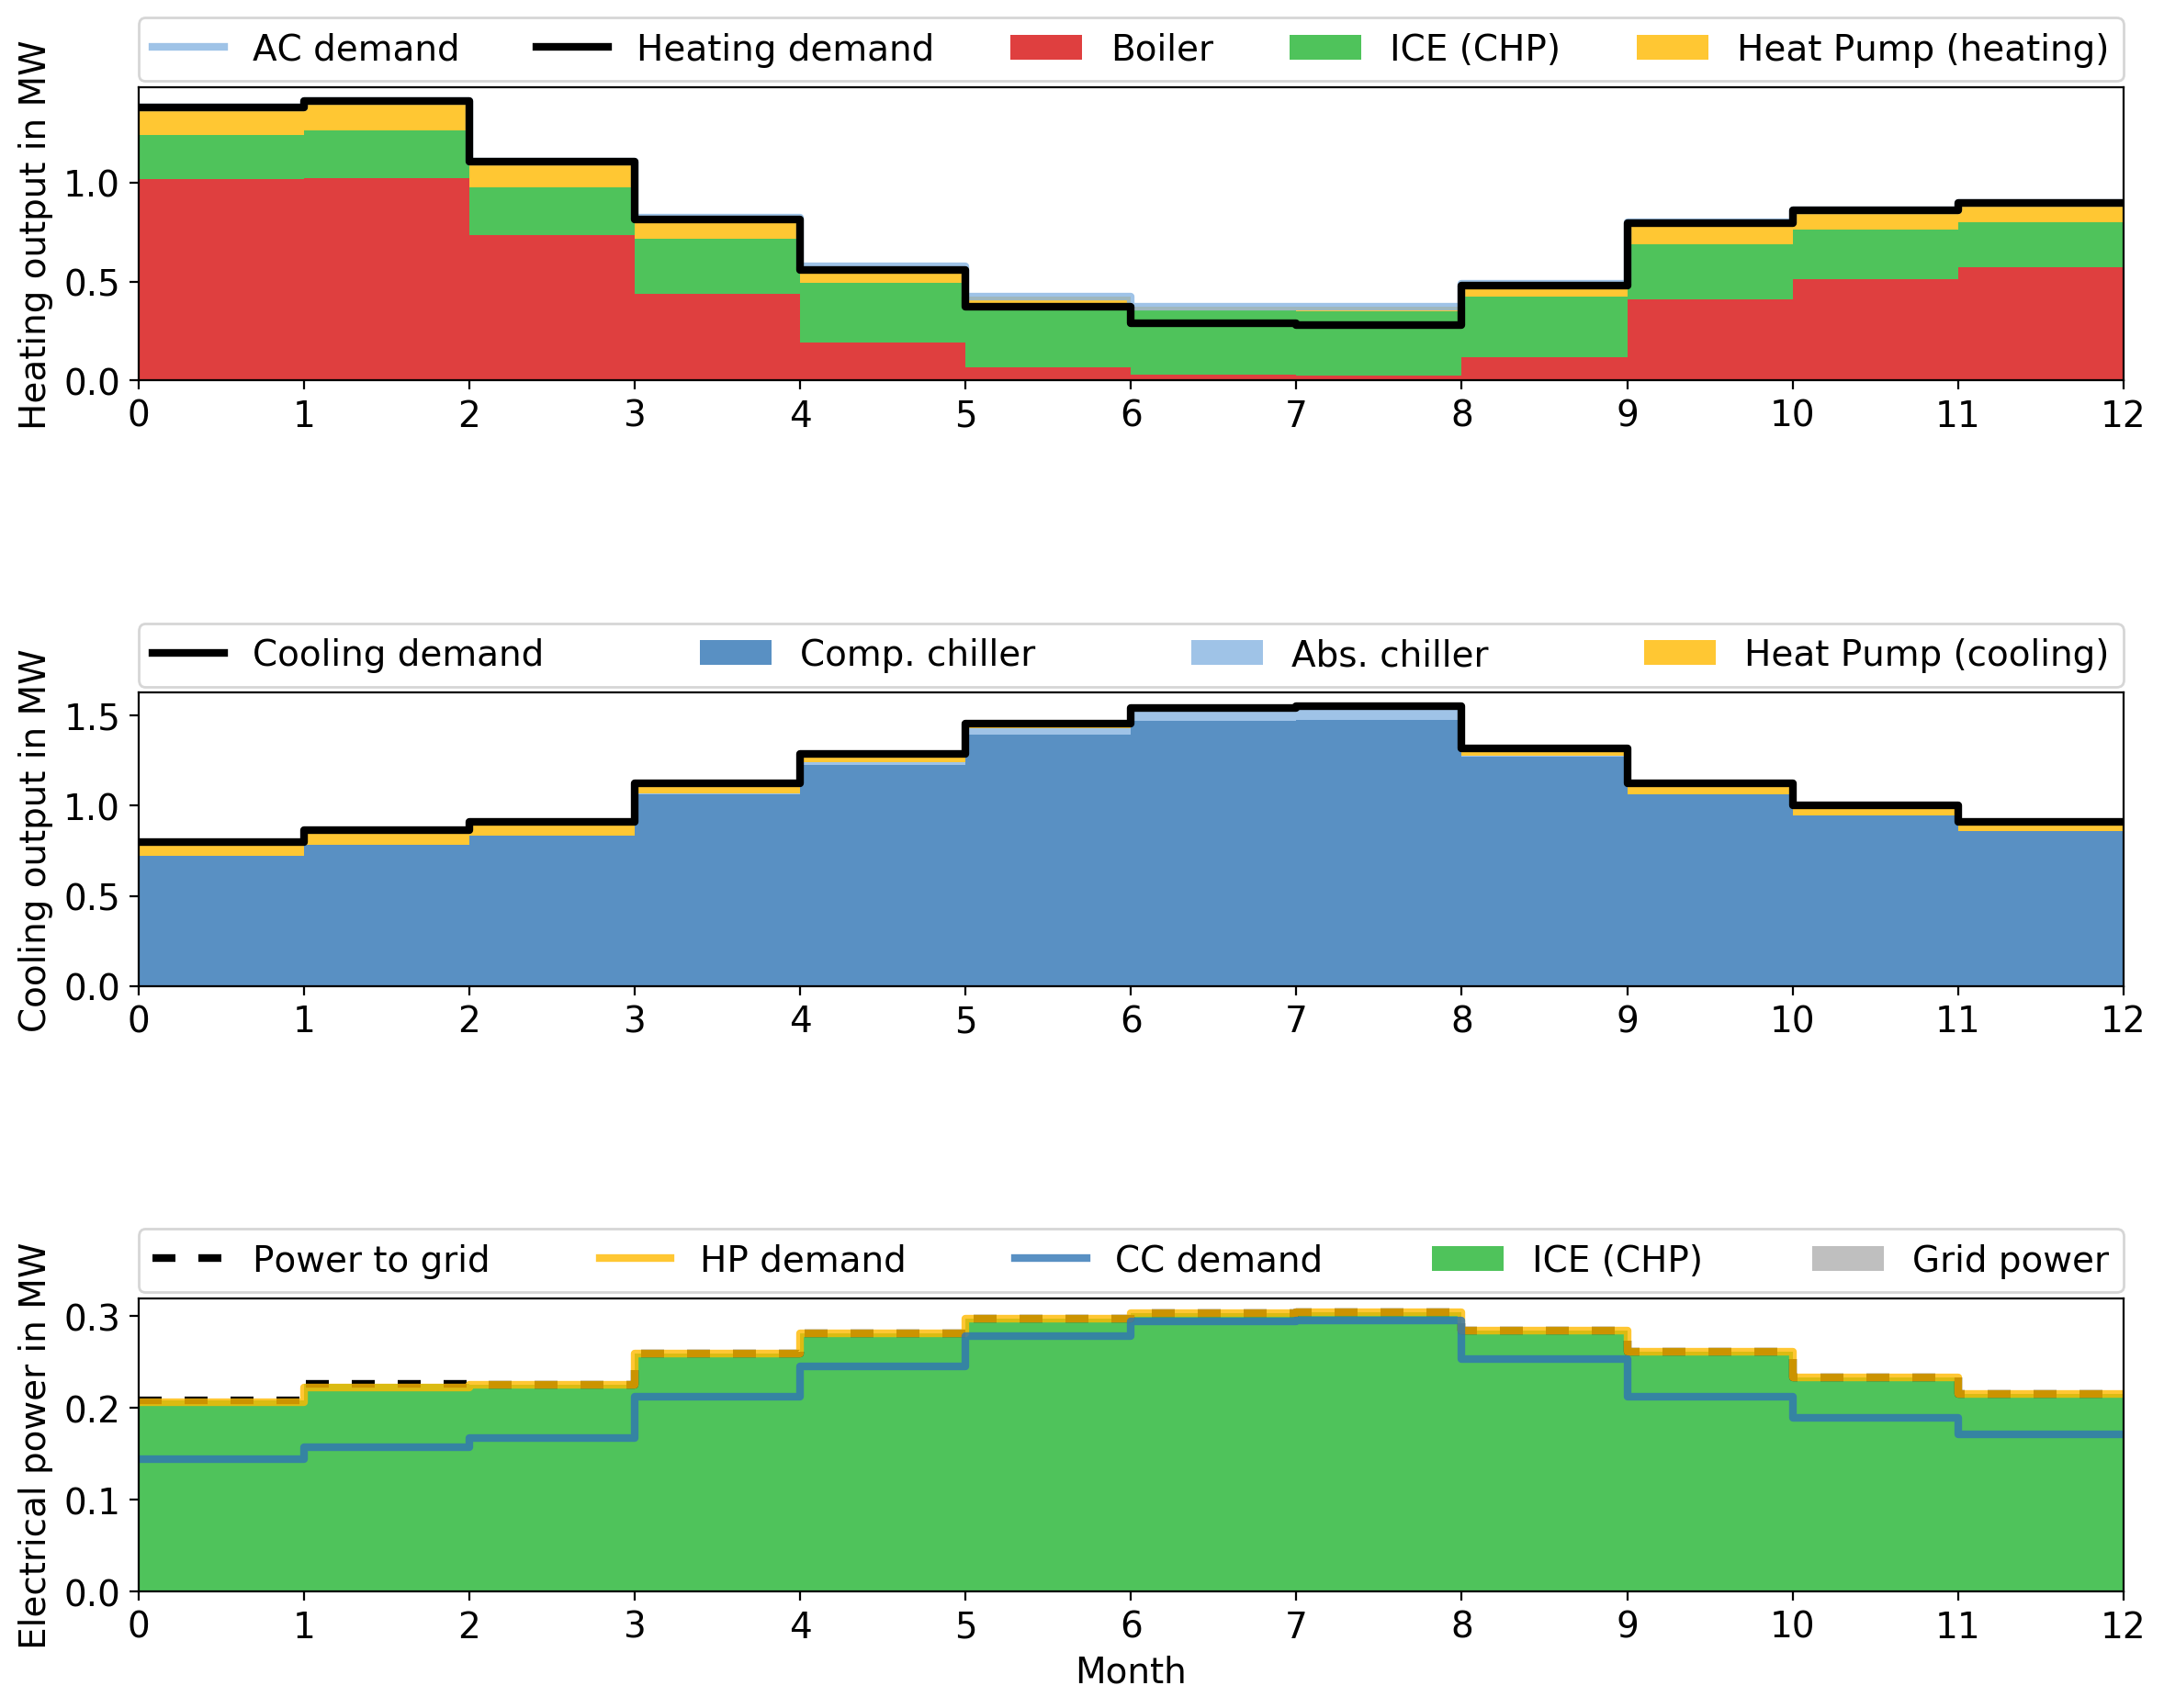 AC demand Heating demand Boiler ICE (CHP) Heat Pump (heating)
Heating output in MW
1.0
0.5
0.0
0 1 2 3 4 5 6 7 8 9 10 11 12
Cooling demand Comp. chiller Abs. chiller Heat Pump (cooling)
Cooling output in MW
1.5
1.0
0.5
0.0
0 1 2 3 4 5 6 7 8 9 10 11 12
Power to grid HP demand CC demand ICE (CHP) Grid power
Electrical power in MW
0.3
0.2
0.1
0.0
0 1 2 3 4 5 6 7 8 9 10 11 12
Month